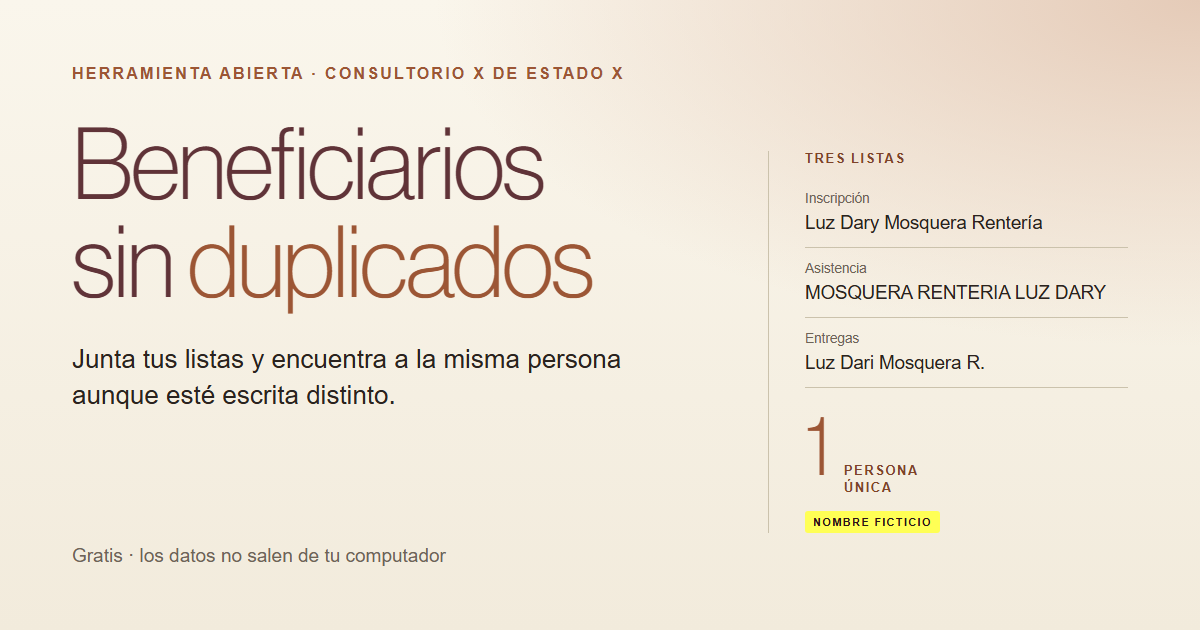 HERRAMIENTA ABIERTA · CONSULTORIO X DE ESTADO X
Beneficiarios
sin duplicados
Junta tus listas y encuentra a la misma persona
aunque esté escrita distinto.
Gratis · los datos no salen de tu computador
TRES LISTAS
Inscripción
Luz Dary Mosquera Rentería
Asistencia
MOSQUERA RENTERIA LUZ DARY
Entregas
Luz Dari Mosquera R.
1
PERSONA
ÚNICA
NOMBRE FICTICIO